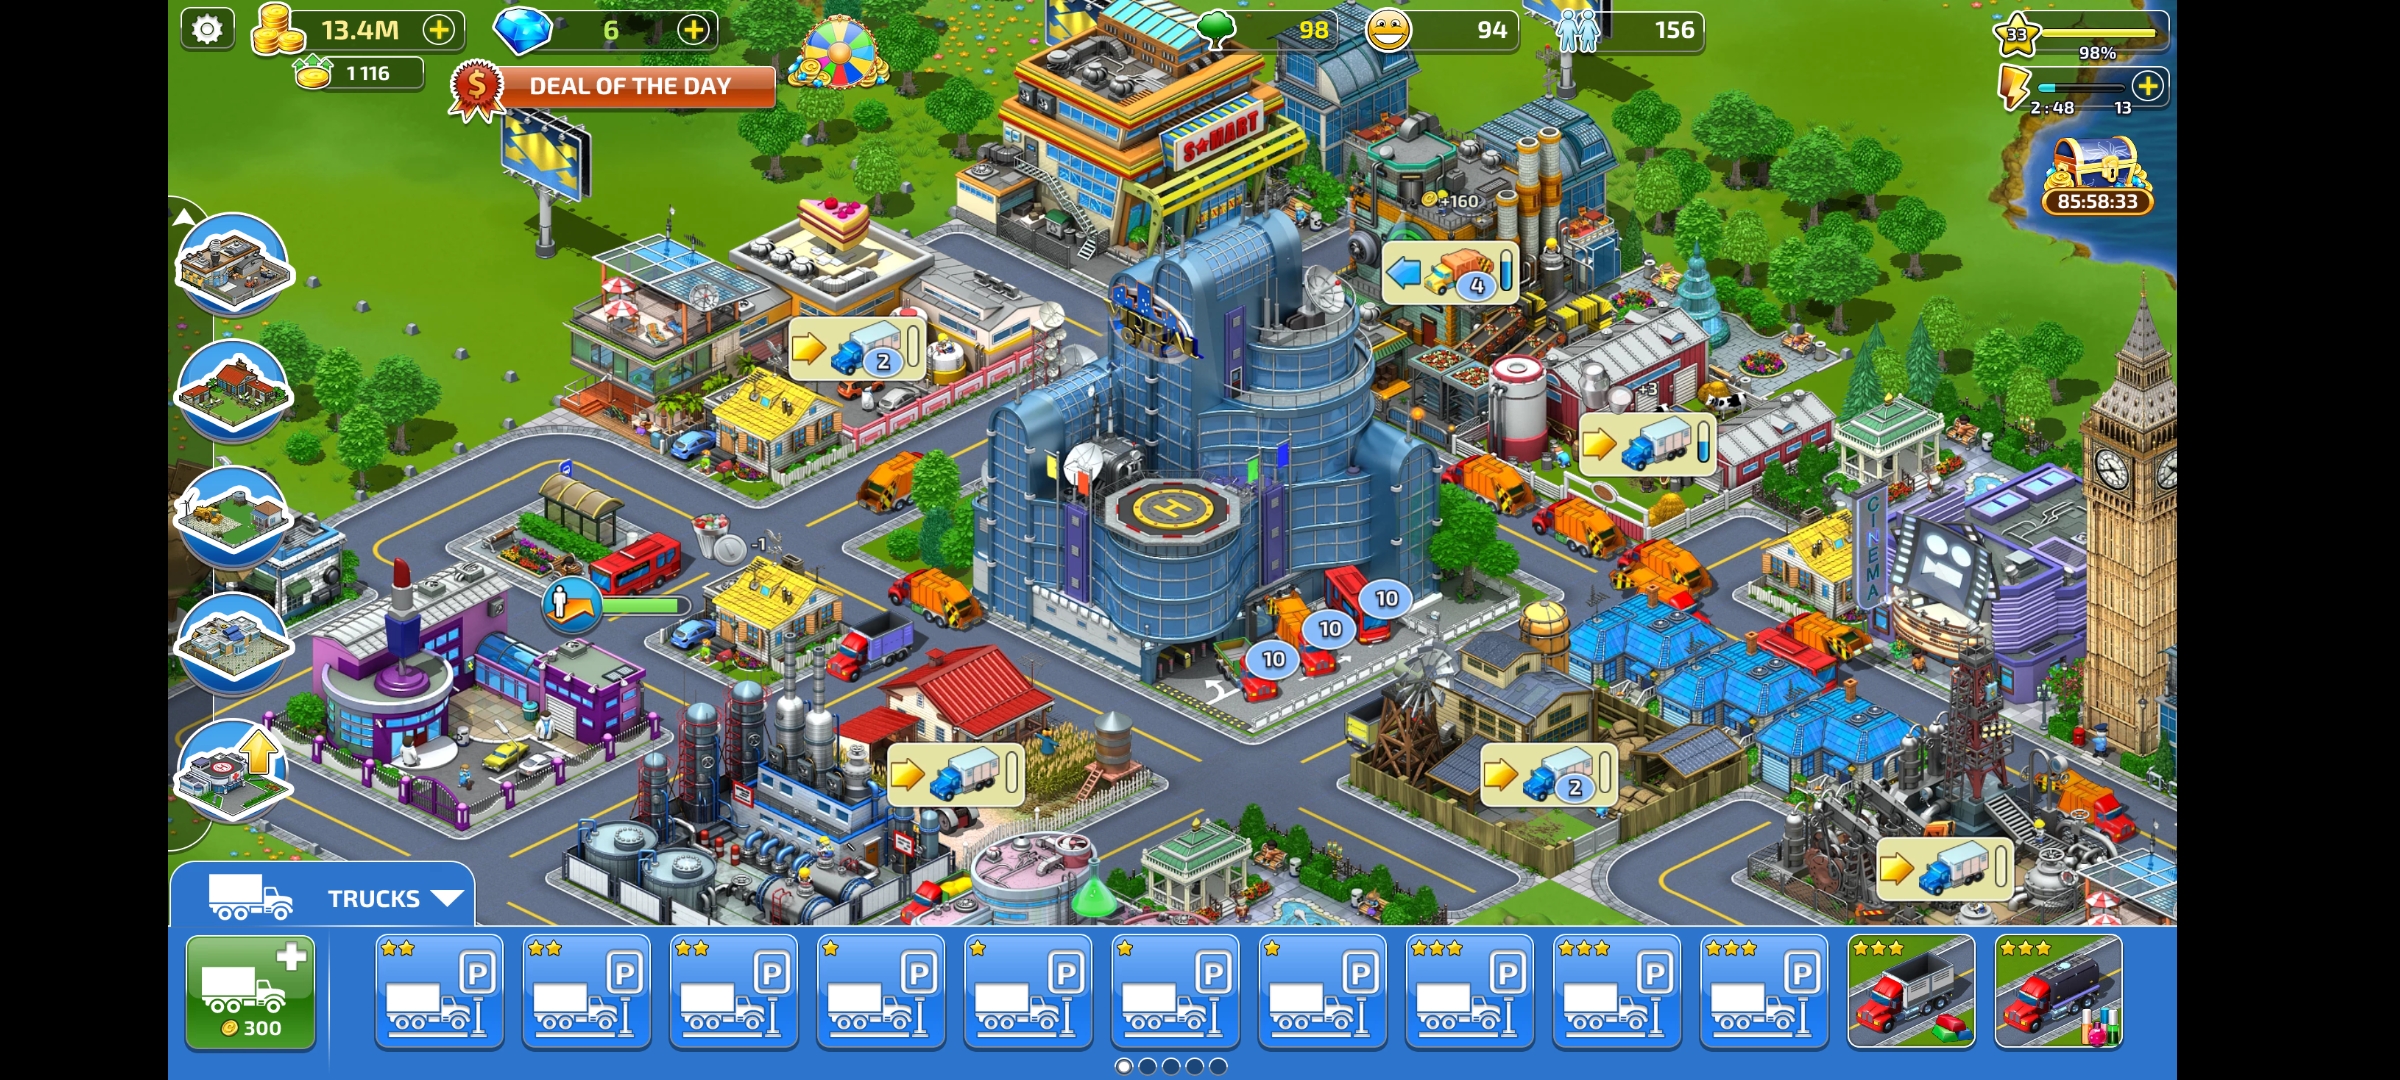 13.4M
6
98
94
156
33
98%
1 116
DEAL OF THE DAY
2:48
13
85:58:33
S★MART
+160
4
2
+3
CINEMA
-1
10
10
10
H
2
TRUCKS
300
P
P
P
P
P
P
P
P
P
P